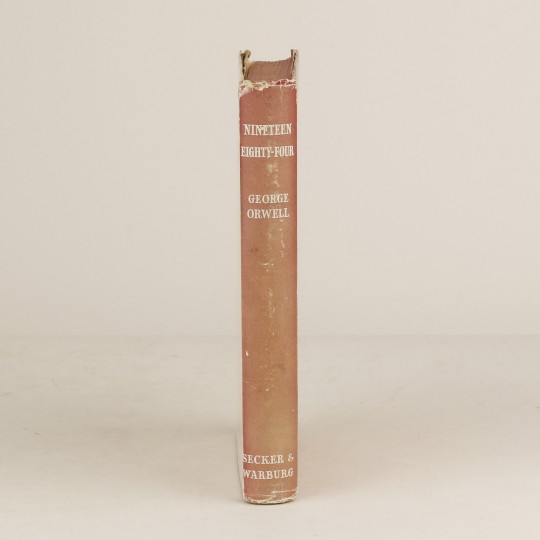 NINETEEN
EIGHTY-FOUR
GEORGE
ORWELL
SECKER &
WARBURG